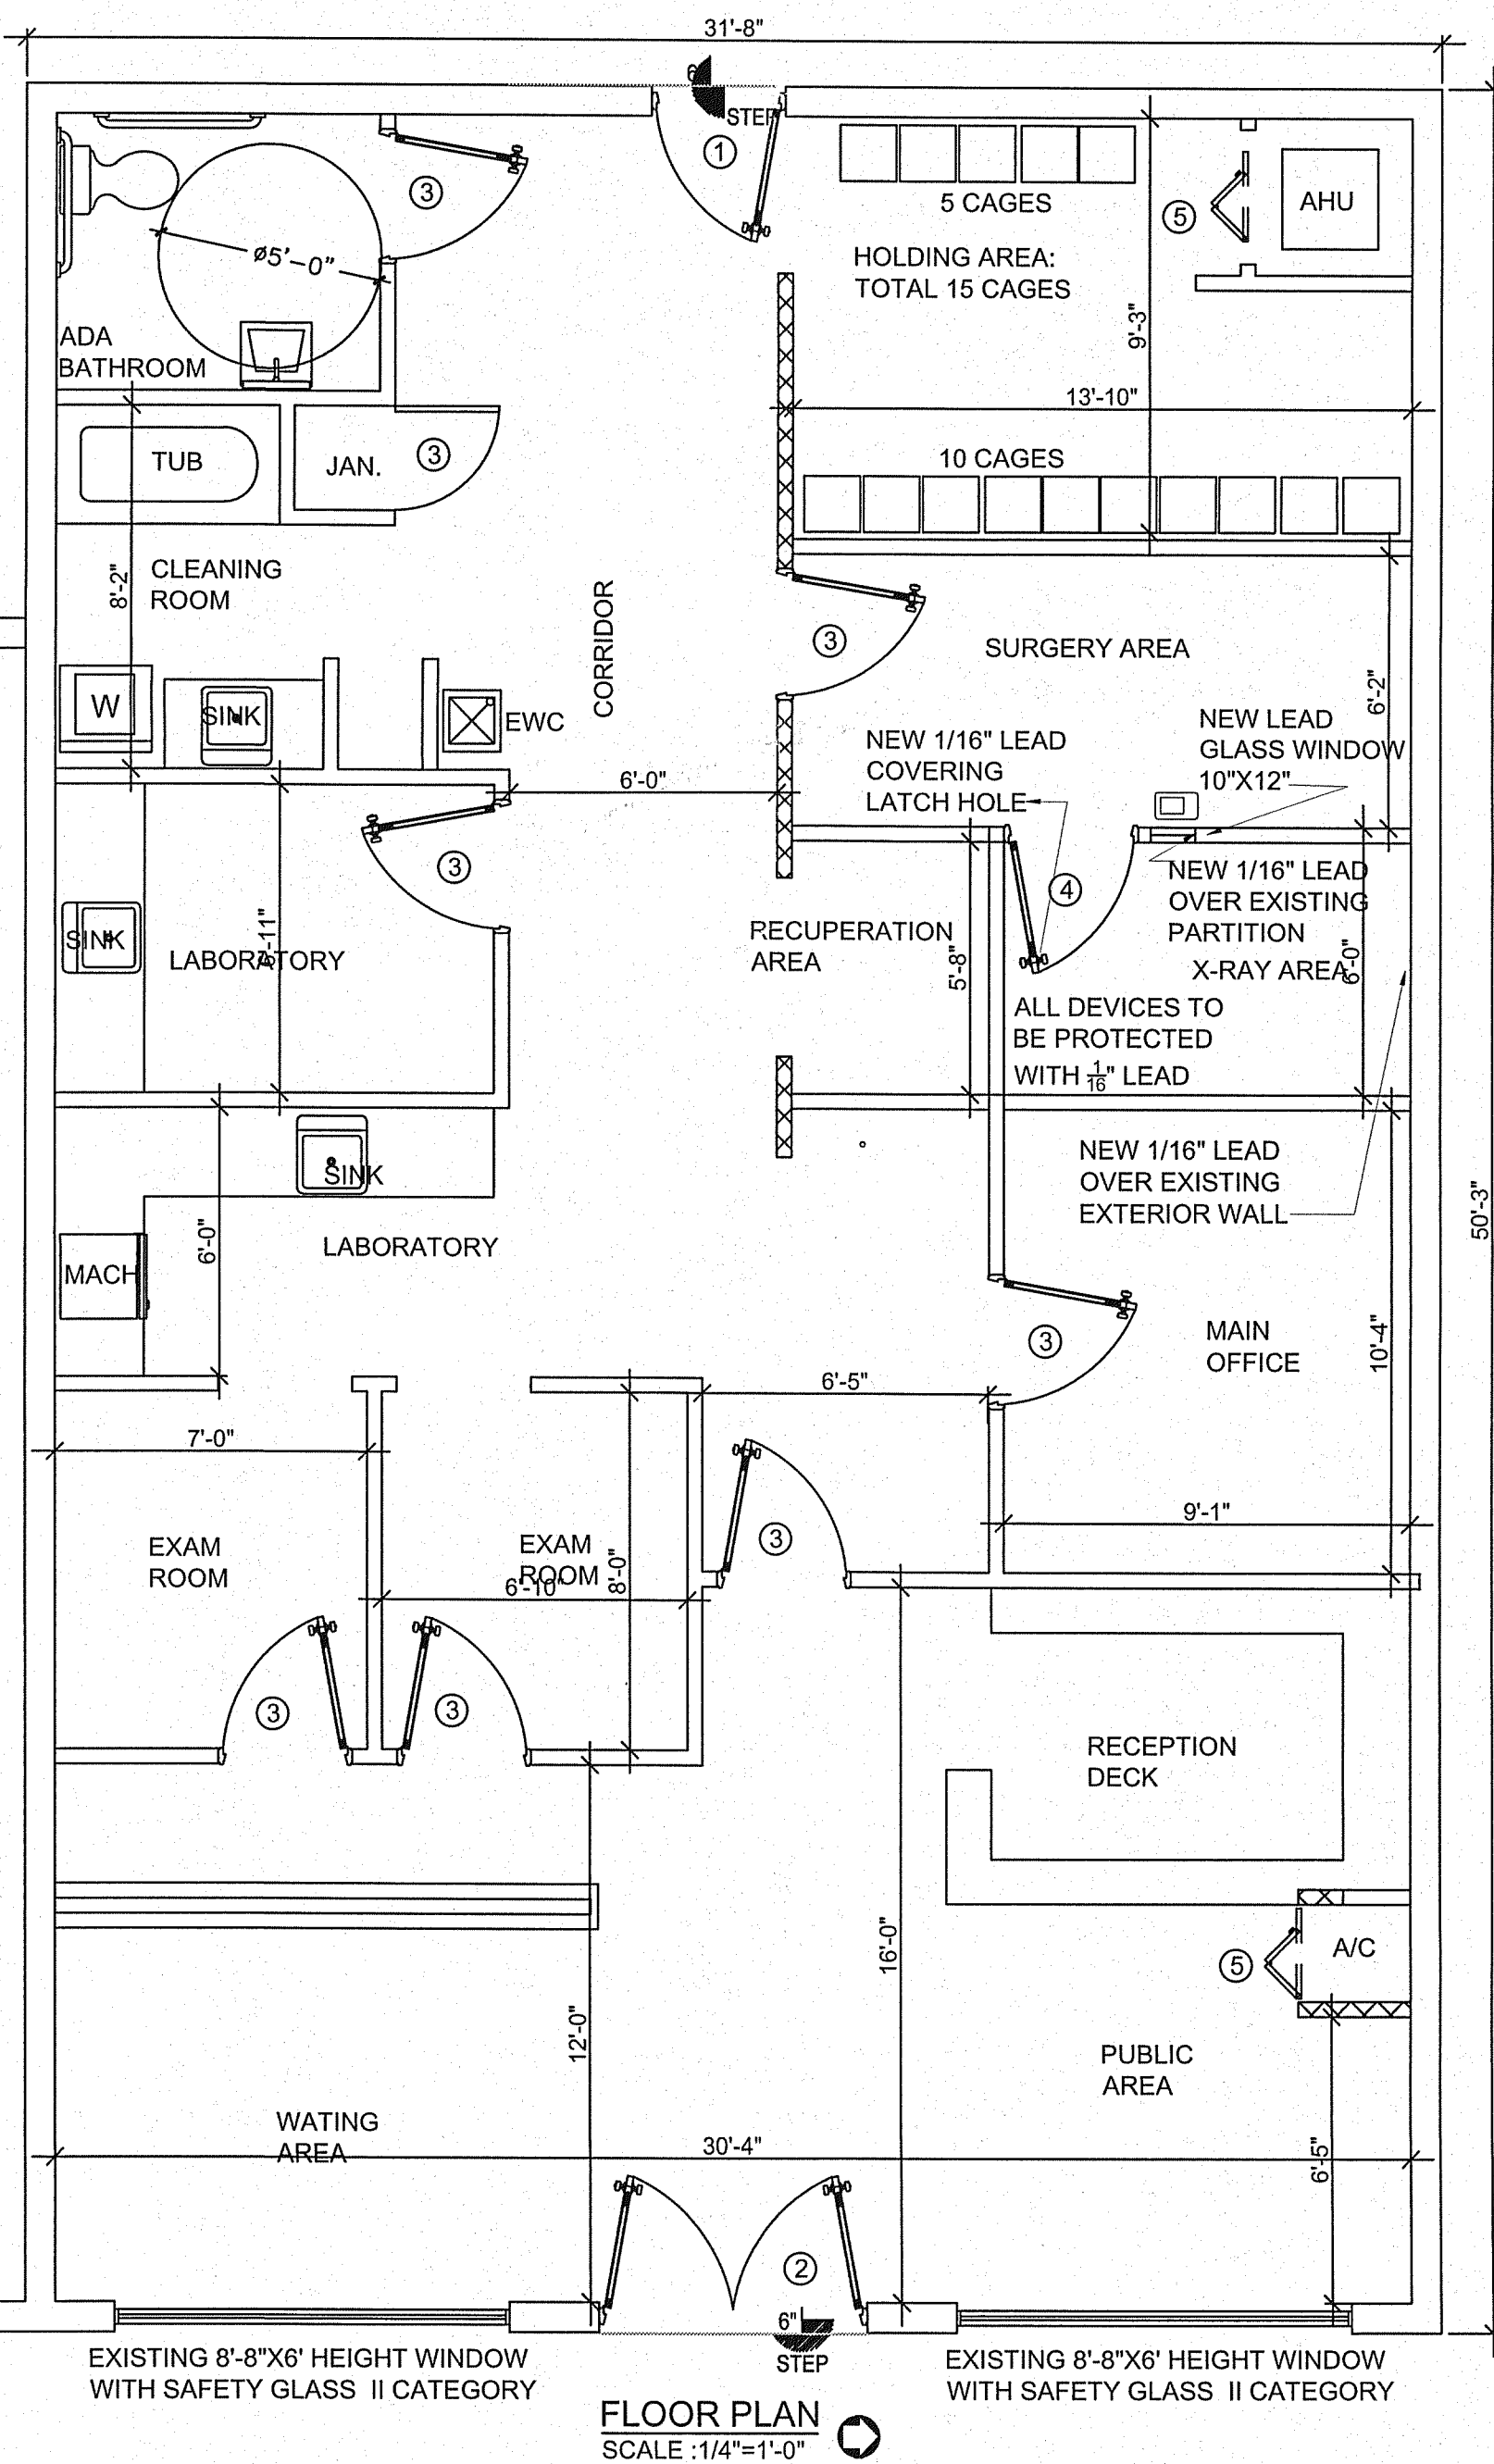 31'-8"
6
STEP
1
3
5 CAGES
5
AHU
HOLDING AREA:
TOTAL 15 CAGES
ø5'-0"
9'-3"
ADA
BATHROOM
13'-10"
TUB
JAN.
3
10 CAGES
8'-2"
CLEANING
ROOM
CORRIDOR
3
SURGERY AREA
6'-2"
W
SINK
EWC
NEW 1/16" LEAD
COVERING
LATCH HOLE
NEW LEAD
GLASS WINDOW
10"X12"
6'-0"
3
4
NEW 1/16" LEAD
OVER EXISTING
PARTITION
SINK
LABORATORY
RECUPERATION
AREA
5'-8"
X-RAY AREA
6'-0"
ALL DEVICES TO
BE PROTECTED
WITH 1/16" LEAD
SINK
NEW 1/16" LEAD
OVER EXISTING
EXTERIOR WALL
50'-3"
6'-0"
LABORATORY
MACH
3
MAIN
OFFICE
10'-4"
6'-5"
7'-0"
9'-1"
EXAM
ROOM
EXAM
ROOM
6'-10"
8'-0"
3
3
3
RECEPTION
DECK
16'-0"
5
A/C
12'-0"
PUBLIC
AREA
WATING
AREA
30'-4"
6'-5"
2
6"
STEP
EXISTING 8'-8"X6' HEIGHT WINDOW
WITH SAFETY GLASS II CATEGORY
EXISTING 8'-8"X6' HEIGHT WINDOW
WITH SAFETY GLASS II CATEGORY
FLOOR PLAN
SCALE :1/4"=1'-0"